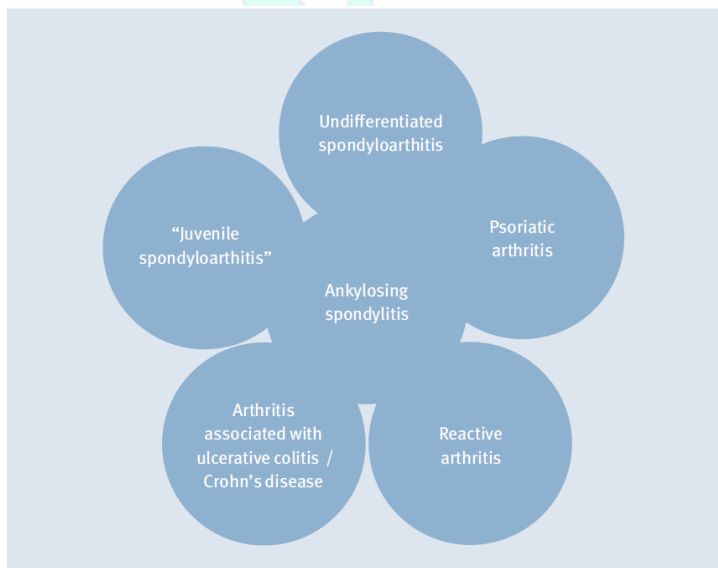 Undifferentiated
spondyloarthitis
Psoriatic
arthritis
"Juvenile
spondyloarthitis"
Ankylosing
spondylitis
Arthritis
associated with
ulcerative colitis /
Crohn's disease
Reactive
arthritis